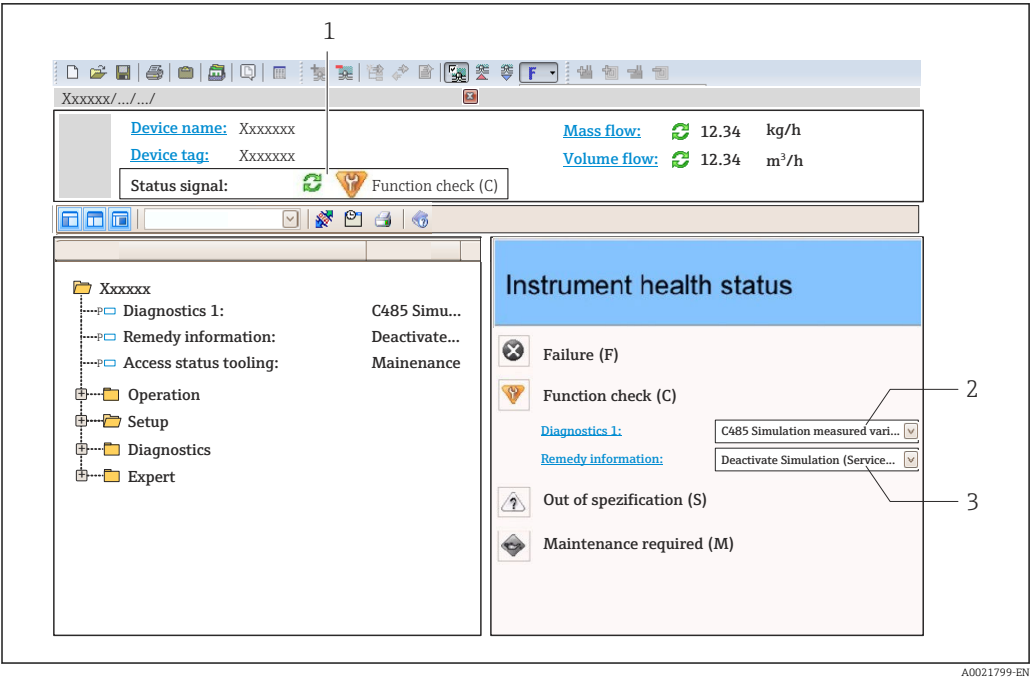 1
F
Xxxxxx/.../.../
Device name: Xxxxxxx
Mass flow: 12.34 kg/h
Device tag: Xxxxxxx
Volume flow: 12.34 m³/h
Status signal: Function check (C)
Xxxxxx
Diagnostics 1: C485 Simu...
Remedy information: Deactivate...
Access status tooling: Mainenance
Operation
Setup
Diagnostics
Expert
Instrument health status
Failure (F)
Function check (C)
2
Diagnostics 1: C485 Simulation measured vari...
Remedy information: Deactivate Simulation (Service...
3
Out of spezification (S)
Maintenance required (M)
A0021799-EN